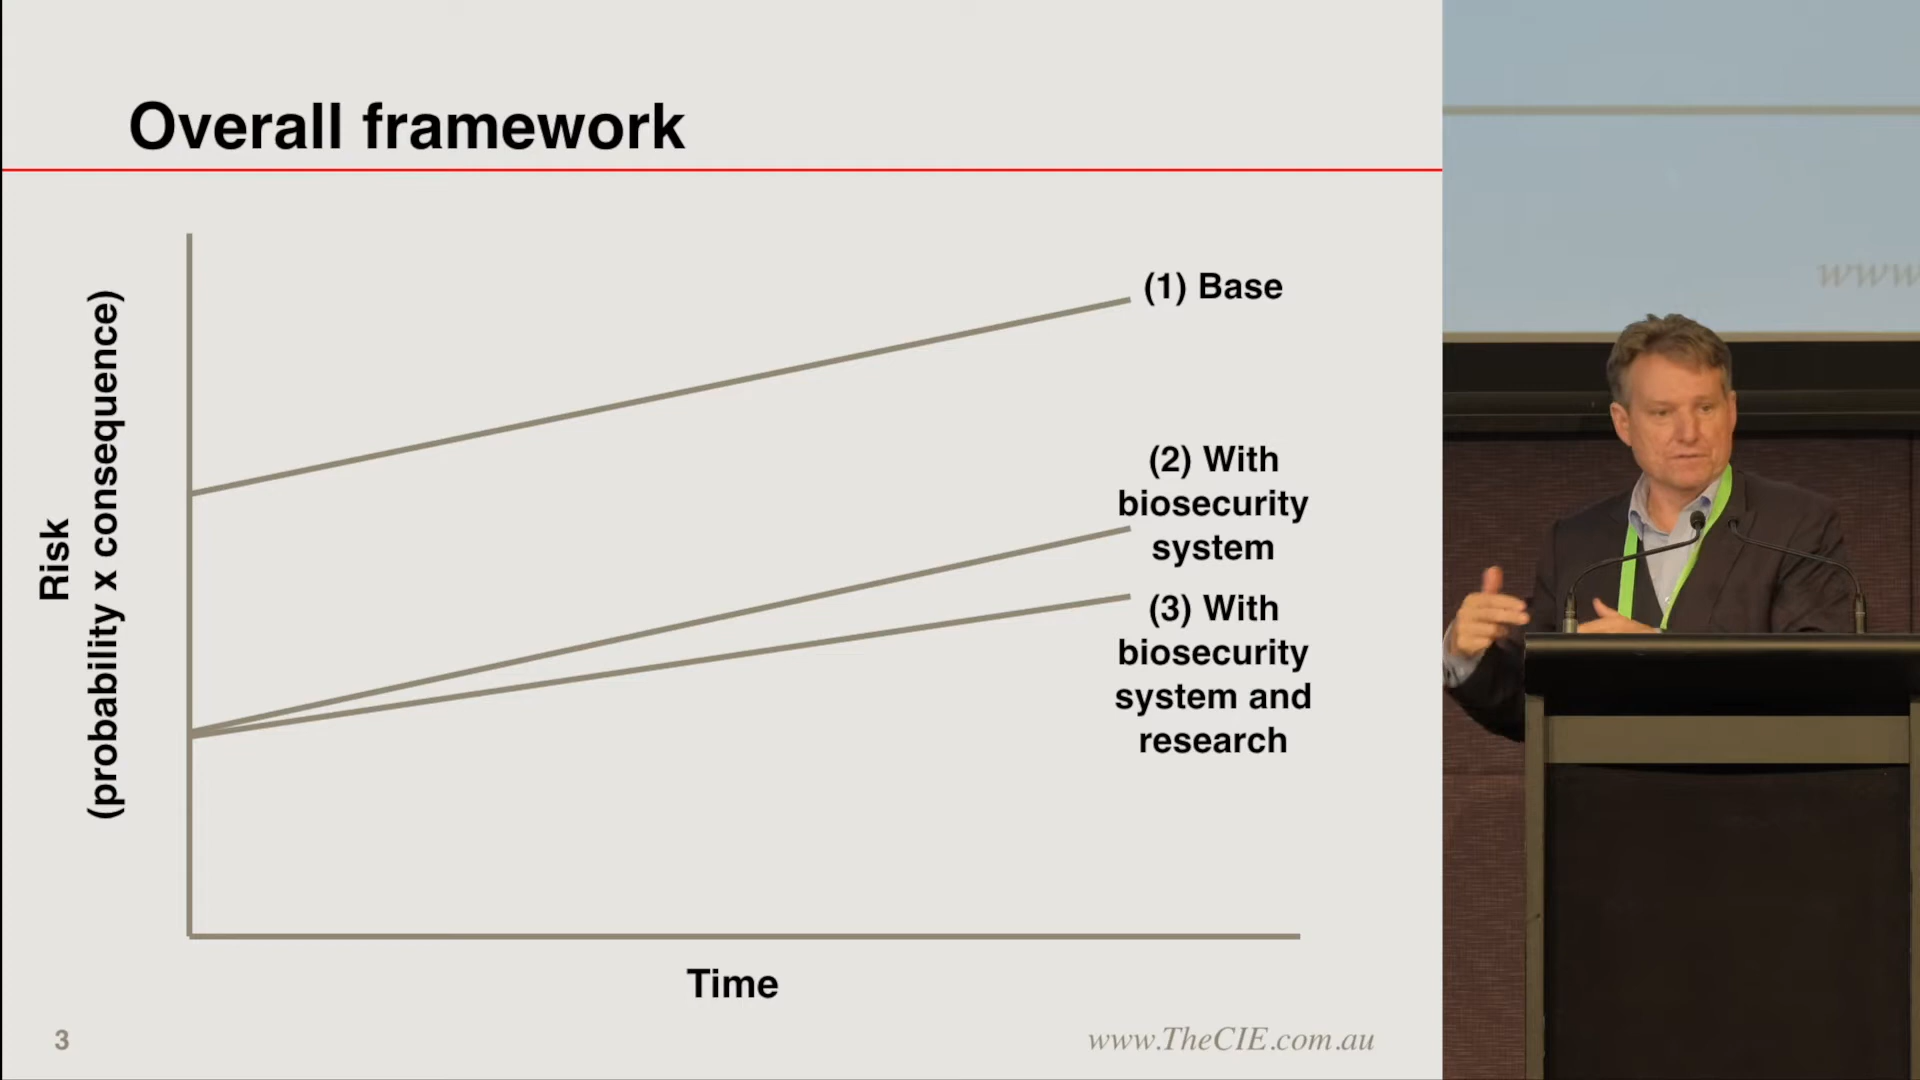 Overall framework
Risk
(probability x consequence)
(1) Base
(2) With
biosecurity
system
(3) With
biosecurity
system and
research
Time
3
www.TheCIE.com.au
www